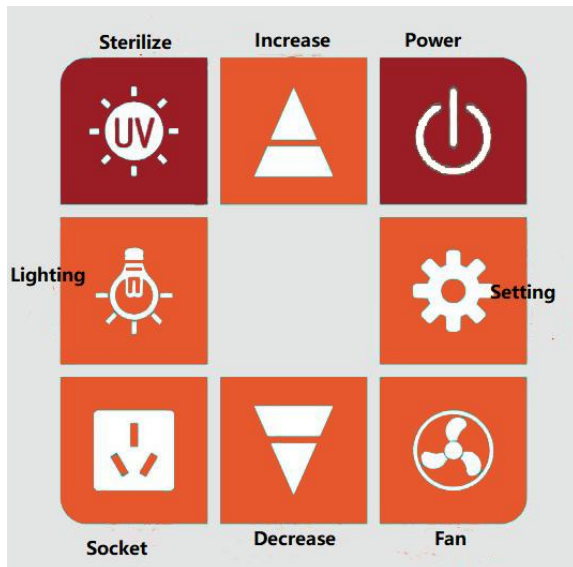 Sterilize Increase Power
UV
Lighting
Setting
Socket Decrease Fan